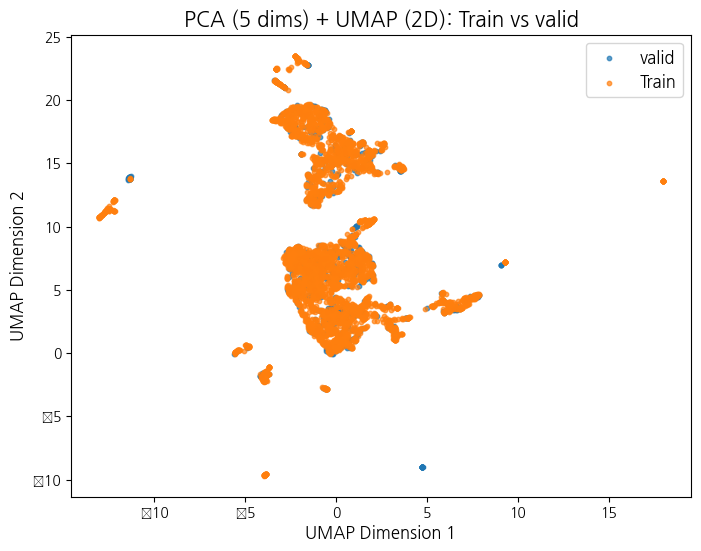 PCA (5 dims) + UMAP (2D): Train vs valid
valid
Train
25
20
15
10
5
0
☒5
☒10
UMAP Dimension 2
☒10
☒5
0
5
10
15
UMAP Dimension 1